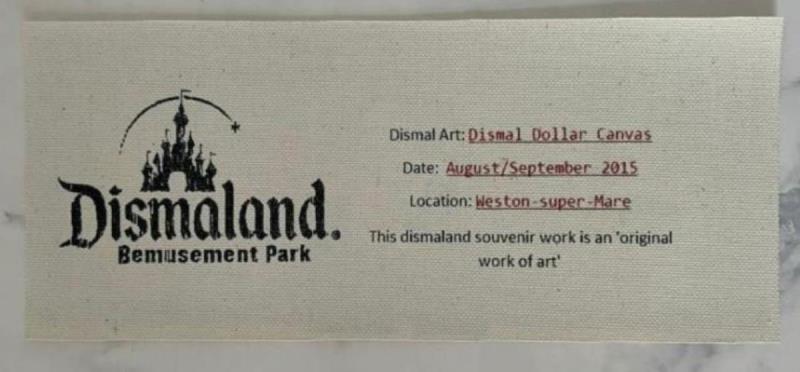 Dismaland.
Bemusement Park
Dismal Art: Dismal Dollar Canvas
Date: August/September 2015
Location: Weston-super-Mare
This dismaland souvenir work is an 'original
work of art'